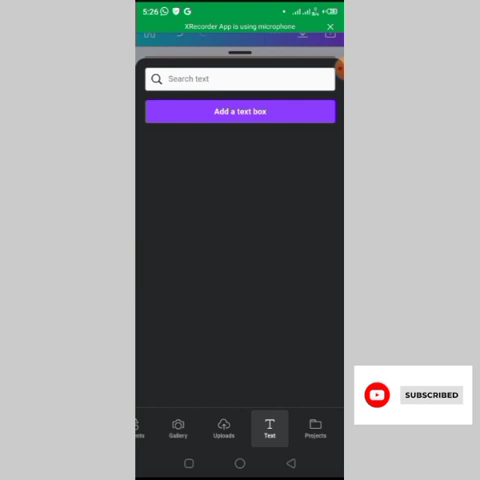 5:26
XRecorder App is using microphone
Search text
Add a text box
Gallery
Uploads
Text
Projects
SUBSCRIBED